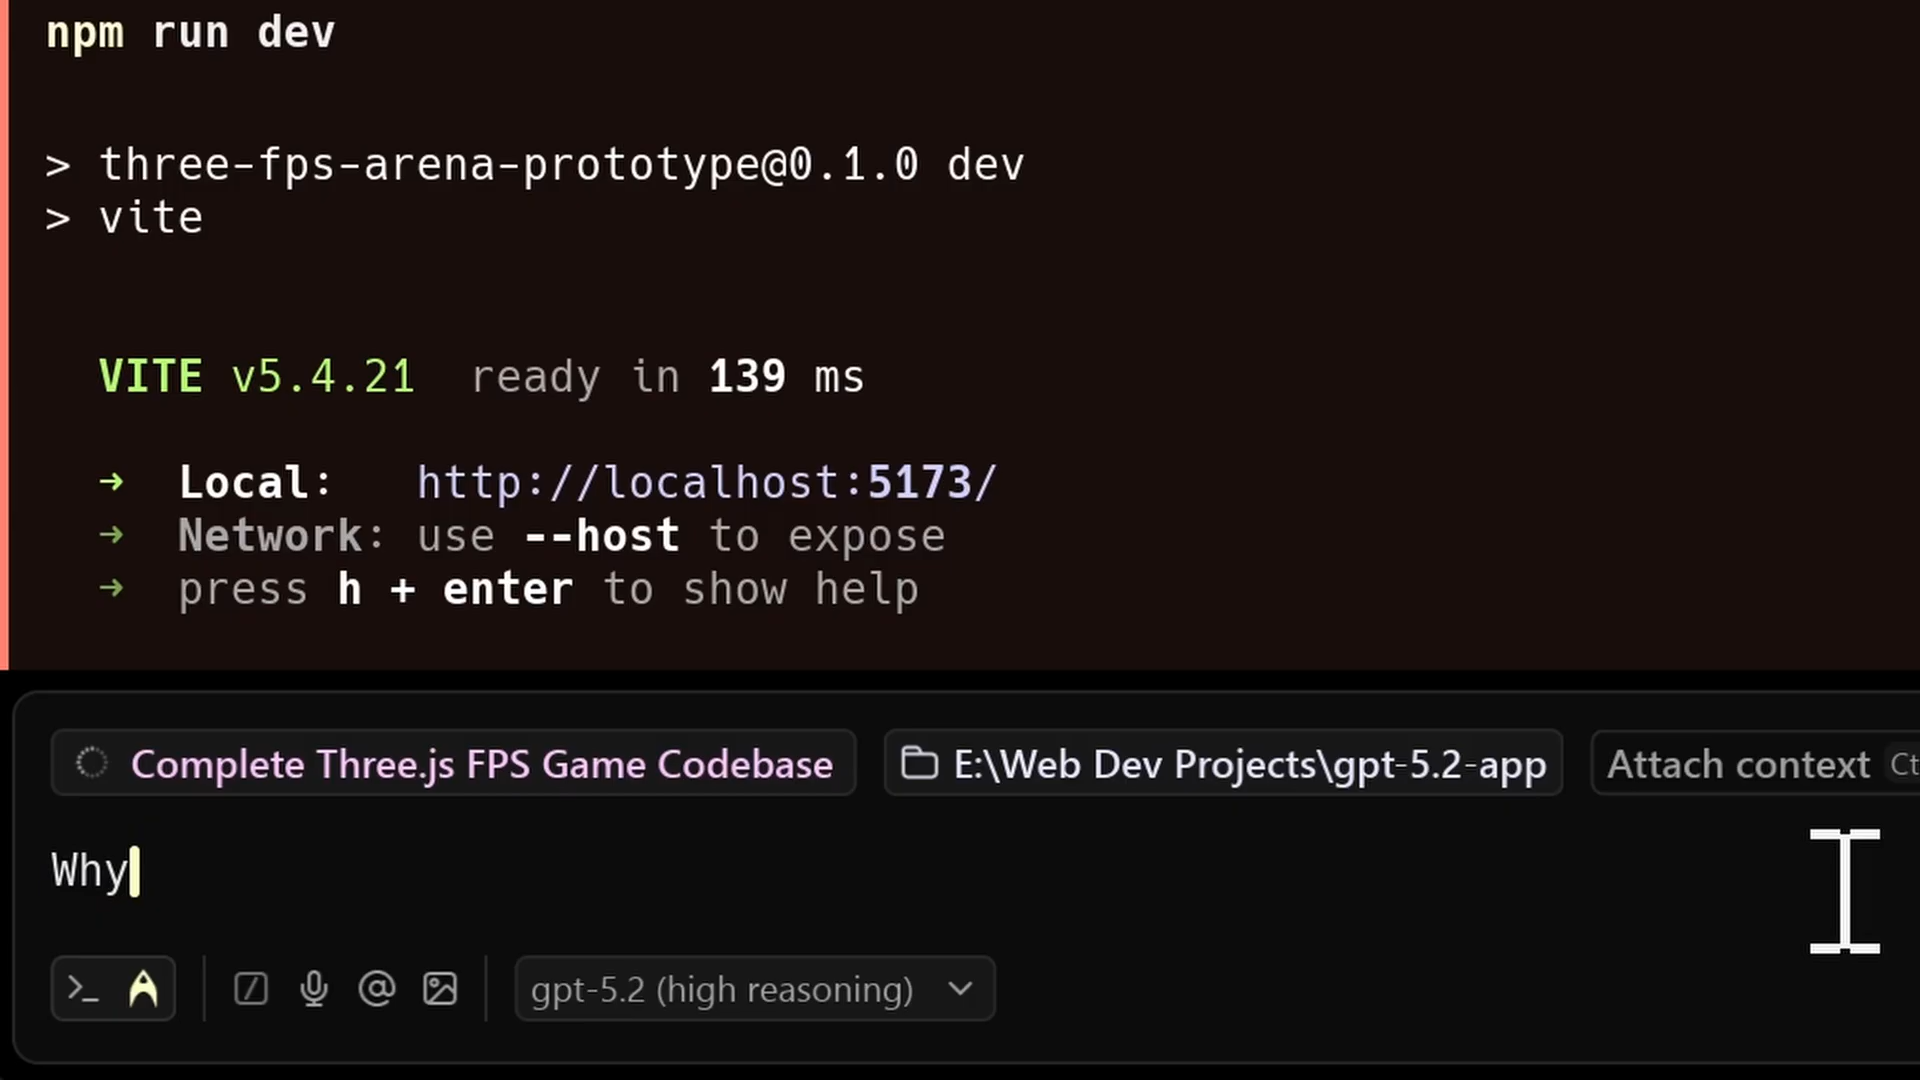 npm run dev
> three-fps-arena-prototype@0.1.0 dev
> vite
VITE v5.4.21 ready in 139 ms
➜ Local: http://localhost:5173/
➜ Network: use --host to expose
➜ press h + enter to show help
Complete Three.js FPS Game Codebase E:\Web Dev Projects\gpt-5.2-app Attach context Ct
Why
gpt-5.2 (high reasoning)